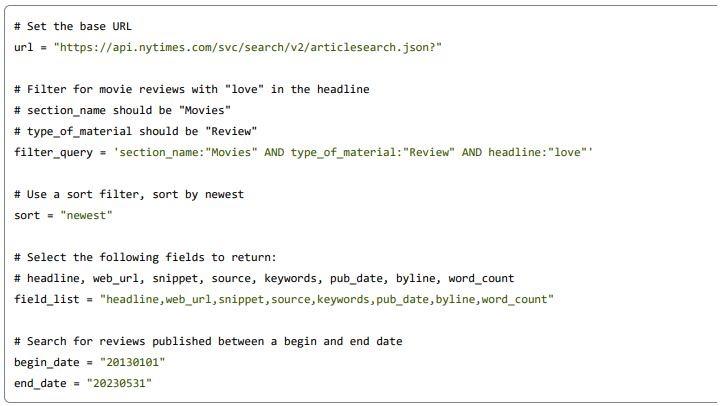 # Set the base URL
url = "https://api.nytimes.com/svc/search/v2/articlesearch.json?"
# Filter for movie reviews with "love" in the headline
# section_name should be "Movies"
# type_of_material should be "Review"
filter_query = 'section_name:"Movies" AND type_of_material:"Review" AND headline:"love"'
# Use a sort filter, sort by newest
sort = "newest"
# Select the following fields to return:
# headline, web_url, snippet, source, keywords, pub_date, byline, word_count
field_list = "headline,web_url,snippet,source,keywords,pub_date,byline,word_count"
# Search for reviews published between a begin and end date
begin_date = "20130101"
end_date = "20230531"